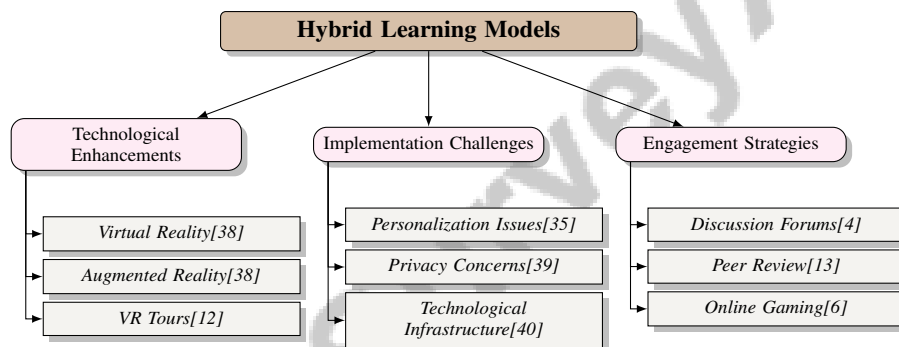 Hybrid Learning Models
Technological
Enhancements
Implementation Challenges
Engagement Strategies
Virtual Reality[38]
Augmented Reality[38]
VR Tours[12]
Personalization Issues[35]
Privacy Concerns[39]
Technological
Infrastructure[40]
Discussion Forums[4]
Peer Review[13]
Online Gaming[6]